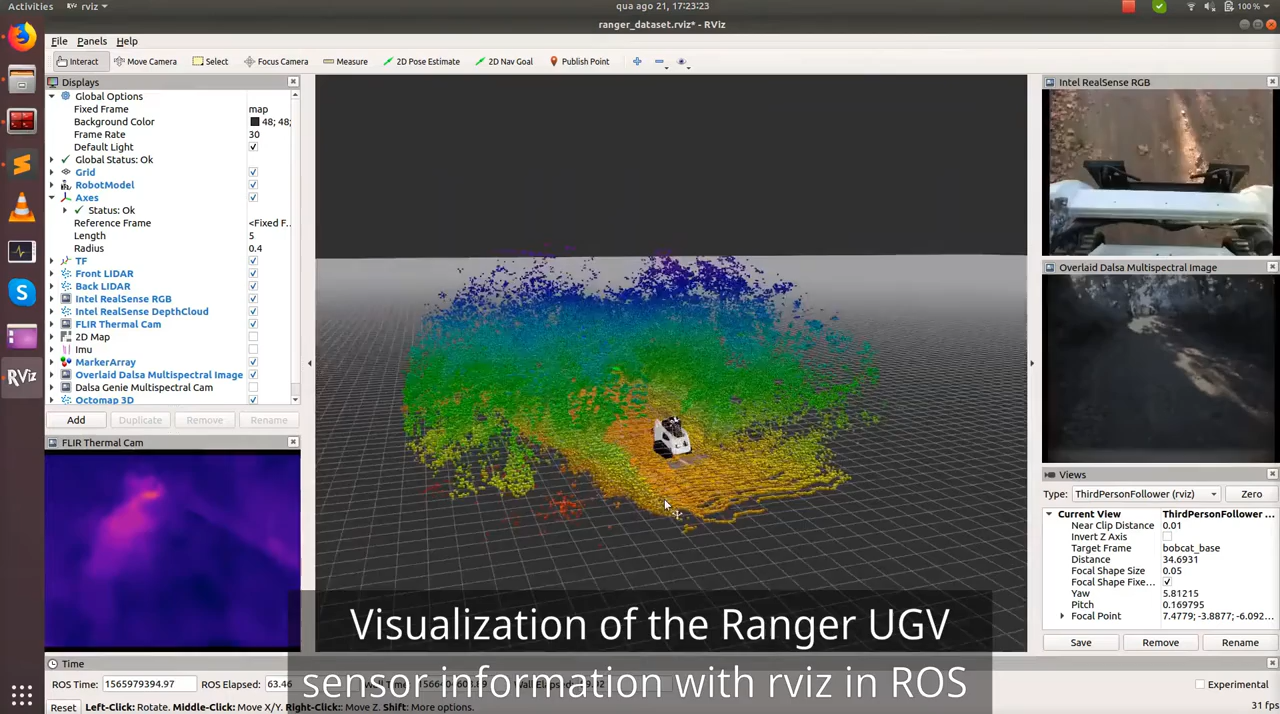 Activities
rviz
qua ago 21, 17:23:23
100 %
ranger_dataset.rviz* - RViz
File Panels Help
Interact Move Camera Select Focus Camera Measure 2D Pose Estimate 2D Nav Goal Publish Point
Displays
Global Options
Fixed Frame map
Background Color 48; 48;
Frame Rate 30
Default Light
Global Status: Ok
Grid
RobotModel
Axes
Status: Ok
Reference Frame <Fixed F...
Length 5
Radius 0.4
TF
Front LIDAR
Back LIDAR
Intel RealSense RGB
Intel RealSense DepthCloud
FLIR Thermal Cam
2D Map
Imu
MarkerArray
Overlaid Dalsa Multispectral Image
Dalsa Genie Multispectral Cam
Octomap 3D
Add Duplicate Remove Rename
FLIR Thermal Cam
Intel RealSense RGB
Overlaid Dalsa Multispectral Image
Views
Type: ThirdPersonFollower (rviz) Zero
Current View ThirdPersonFollower ...
Near Clip Distance 0.01
Invert Z Axis
Target Frame bobcat_base
Distance 34.6931
Focal Shape Size 0.05
Focal Shape Fixe...
Yaw 5.81215
Pitch 0.169795
Focal Point 7.4779; -3.8877; -6.092...
Save Remove Rename
Visualization of the Ranger UGV
sensor information with rviz in ROS
Time
ROS Time: 1565979394.97 ROS Elapsed: 63.46
Experimental
Reset Left-Click: Rotate. Middle-Click: Move X/Y. Right-Click: Move Z. Shift: More options.
31 fps
RViz